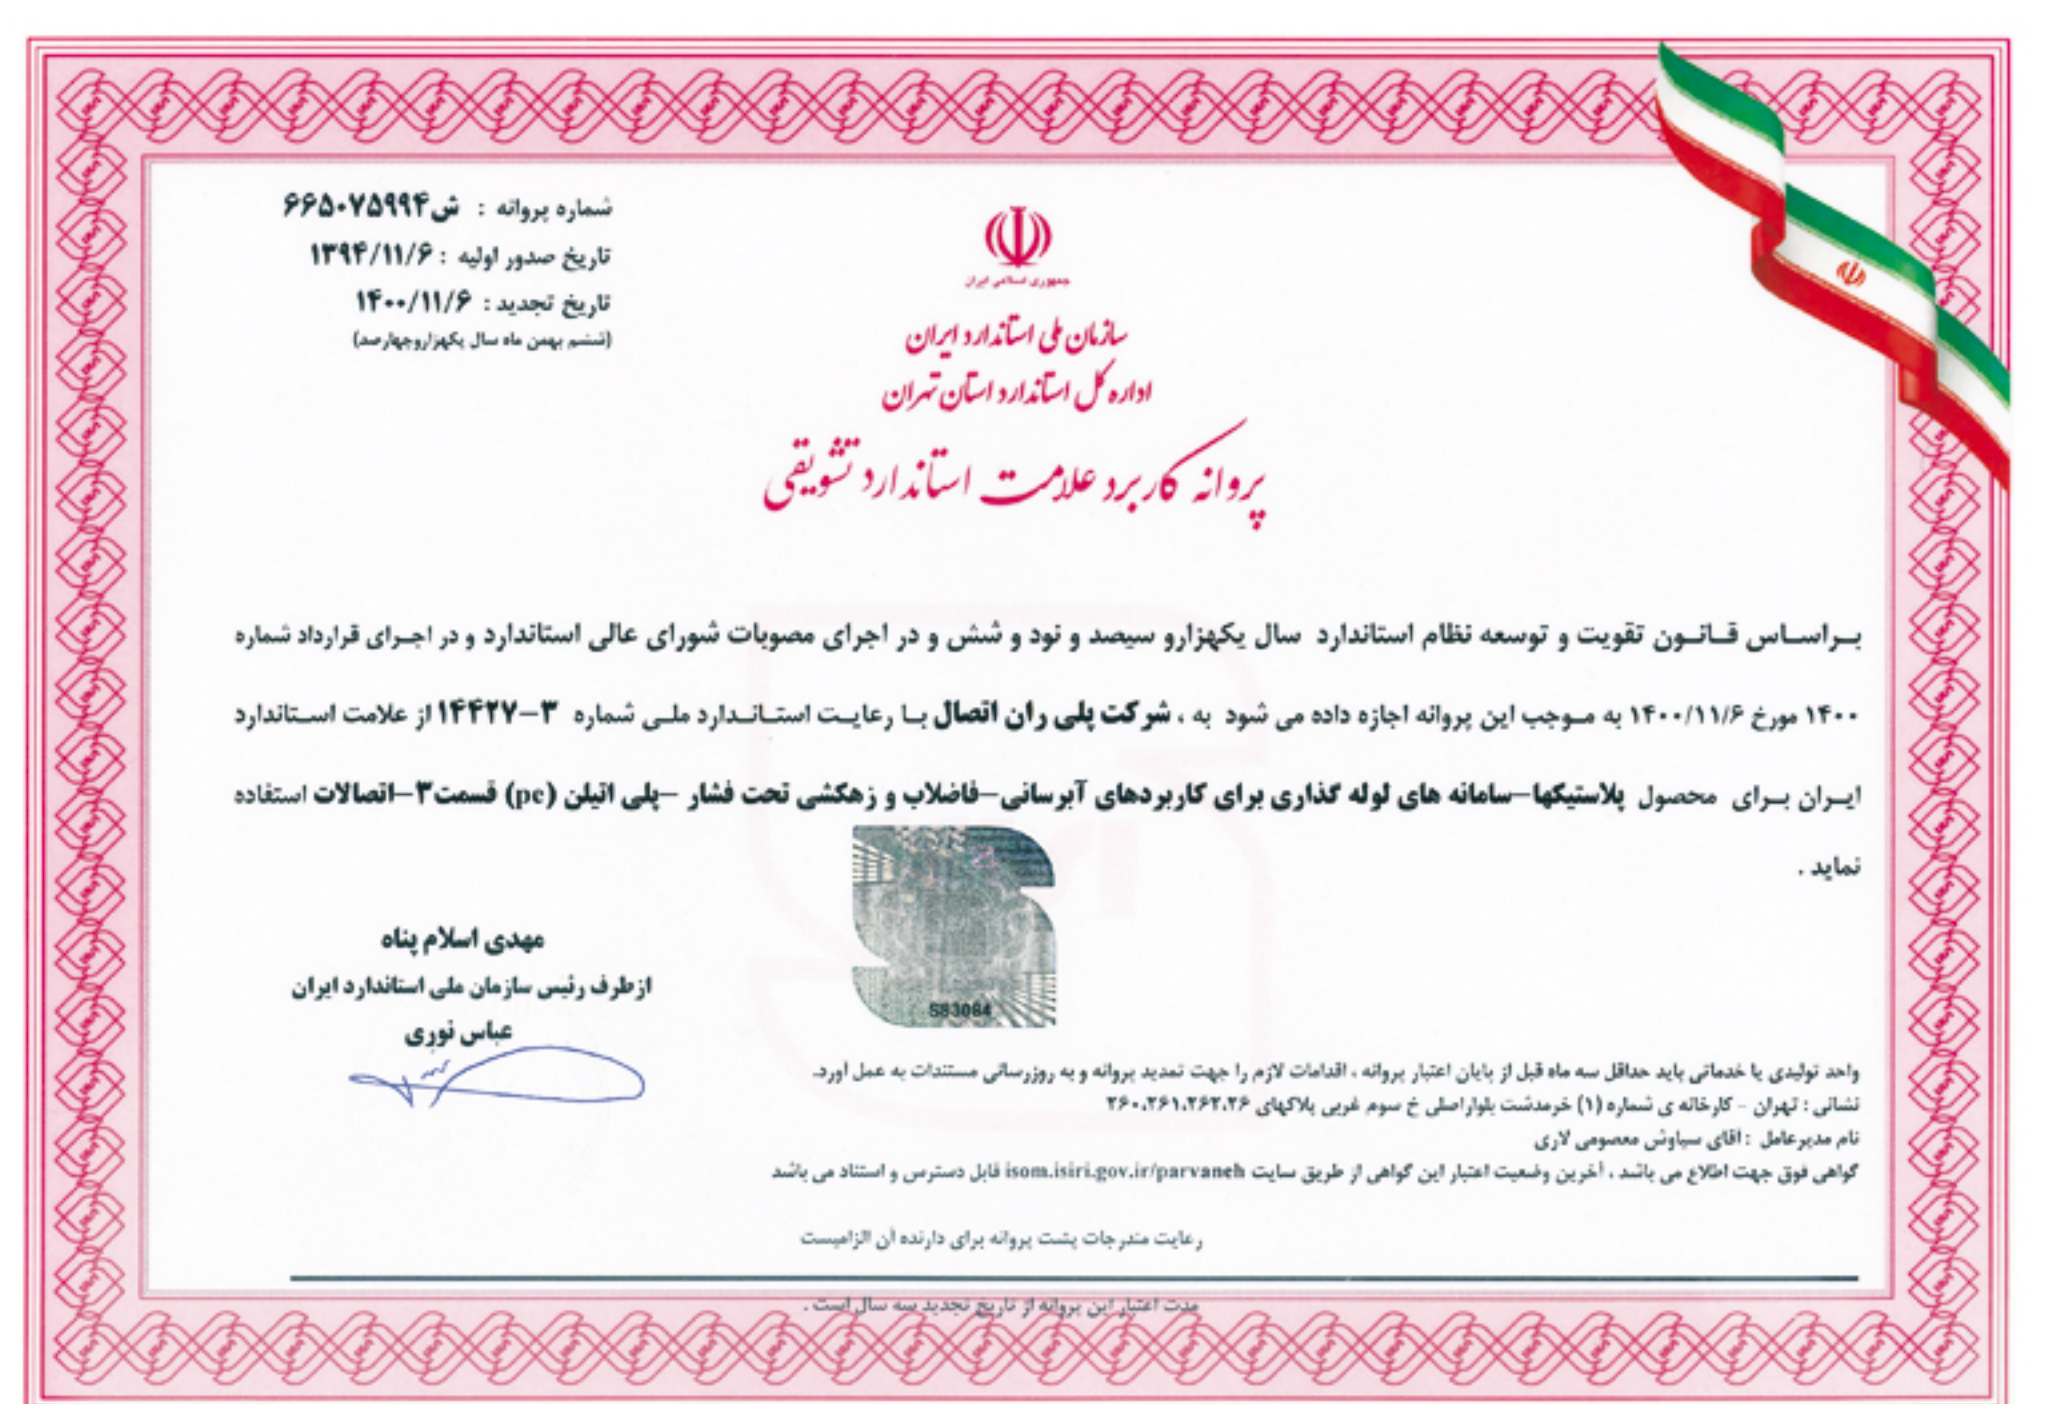 شماره پروانه : ش۶۶۵۰۷۵۹۹۴
تاریخ صدور اولیه : ۱۳۹۴/۱۱/۶
تاریخ تجدید : ۱۴۰۰/۱۱/۶
(ششم بهمن ماه سال یکهزاروچهارصد)
جمهوری اسلامی ایران
سازمان ملی استاندارد ایران
اداره کل استاندارد استان تهران
پروانه کاربرد علامت استاندارد تشویقی
براساس قانون تقویت و توسعه نظام استاندارد سال یکهزارو سیصد و نود و شش و در اجرای مصوبات شورای عالی استاندارد و در اجرای قرارداد شماره
۱۴۰۰ مورخ ۱۴۰۰/۱۱/۶ به موجب این پروانه اجازه داده می شود به ، شرکت پلی ران اتصال با رعایت استاندارد ملی شماره ۳-۱۴۴۲۷ از علامت استاندارد
ایران برای محصول پلاستیکها-سامانه های لوله گذاری برای کاربردهای آبرسانی-فاضلاب و زهکشی تحت فشار -پلی اتیلن (pe) قسمت۳-اتصالات استفاده
نماید .
S83084
مهدی اسلام پناه
ازطرف رئیس سازمان ملی استاندارد ایران
عباس نوری
واحد تولیدی یا خدماتی باید حداقل سه ماه قبل از پایان اعتبار پروانه ، اقدامات لازم را جهت تمدید پروانه و به روزرسانی مستندات به عمل آورد.
نشانی : تهران - کارخانه ی شماره (۱) خرمدشت بلواراصلی خ سوم غربی پلاکهای ۲۶۰،۲۶۱،۲۶۲،۲۶
نام مدیرعامل : آقای سیاوش معصومی لاری
گواهی فوق جهت اطلاع می باشد ، آخرین وضعیت اعتبار این گواهی از طریق سایت isom.isiri.gov.ir/parvaneh قابل دسترس و استناد می باشد
رعایت مندرجات پشت پروانه برای دارنده آن الزامیست
مدت اعتبار این پروانه از تاریخ تجدید سه سال است .